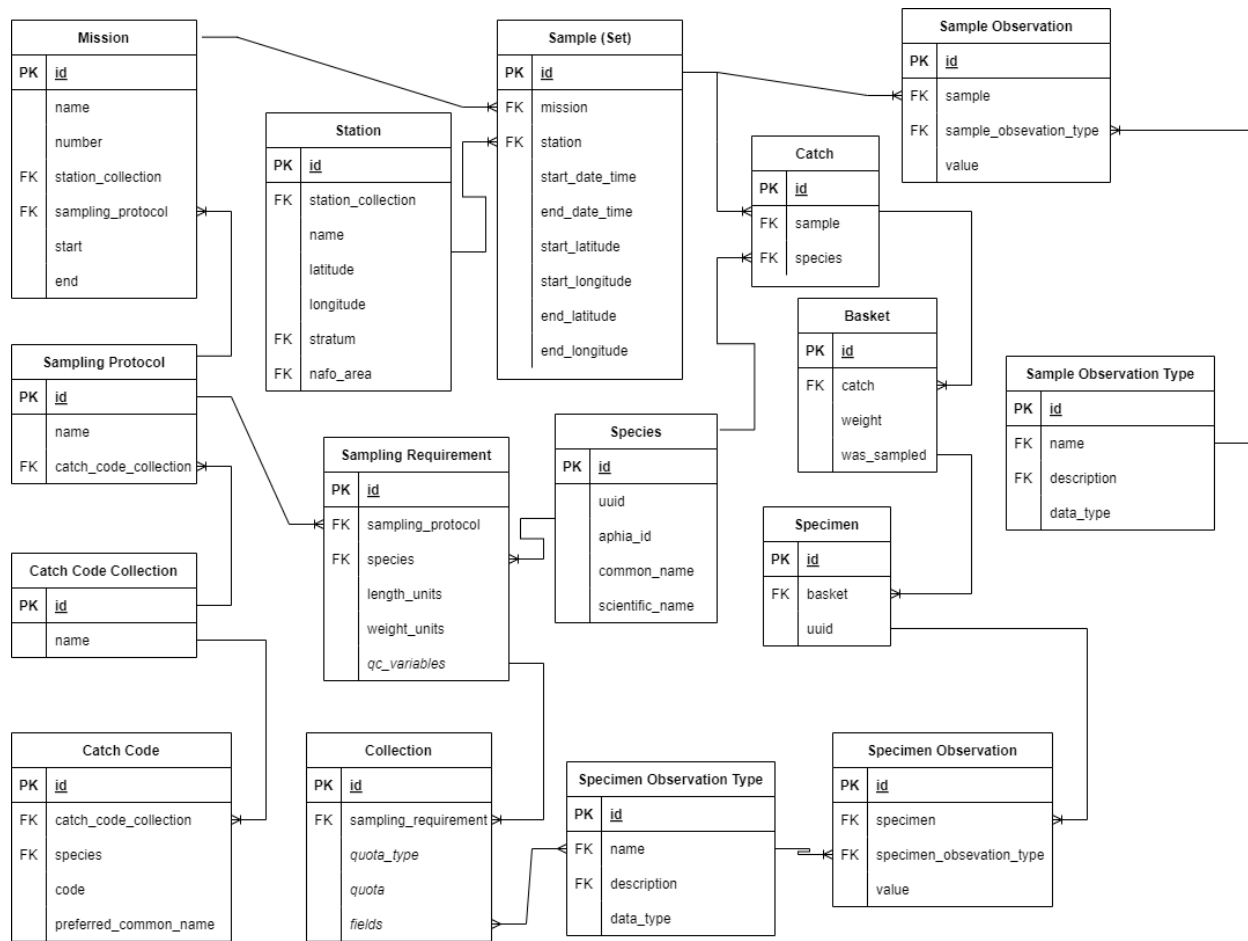 Mission
PK id
name
number
FK station_collection
FK sampling_protocol
start
end
Station
PK id
FK station_collection
name
latitude
longitude
FK stratum
FK nafo_area
Sample (Set)
PK id
FK mission
FK station
start_date_time
end_date_time
start_latitude
start_longitude
end_latitude
end_longitude
Sample Observation
PK id
FK sample
FK sample_obsevation_type
value
Catch
PK id
FK sample
FK species
Basket
PK id
FK catch
weight
was_sampled
Sample Observation Type
PK id
FK name
FK description
data_type
Sampling Protocol
PK id
name
FK catch_code_collection
Sampling Requirement
PK id
FK sampling_protocol
FK species
length_units
weight_units
qc_variables
Species
PK id
uuid
aphia_id
common_name
scientific_name
Specimen
PK id
FK basket
uuid
Catch Code Collection
PK id
name
Catch Code
PK id
FK catch_code_collection
FK species
code
preferred_common_name
Collection
PK id
FK sampling_requirement
quota_type
quota
fields
Specimen Observation Type
PK id
FK name
FK description
data_type
Specimen Observation
PK id
FK specimen
FK specimen_obsevation_type
value